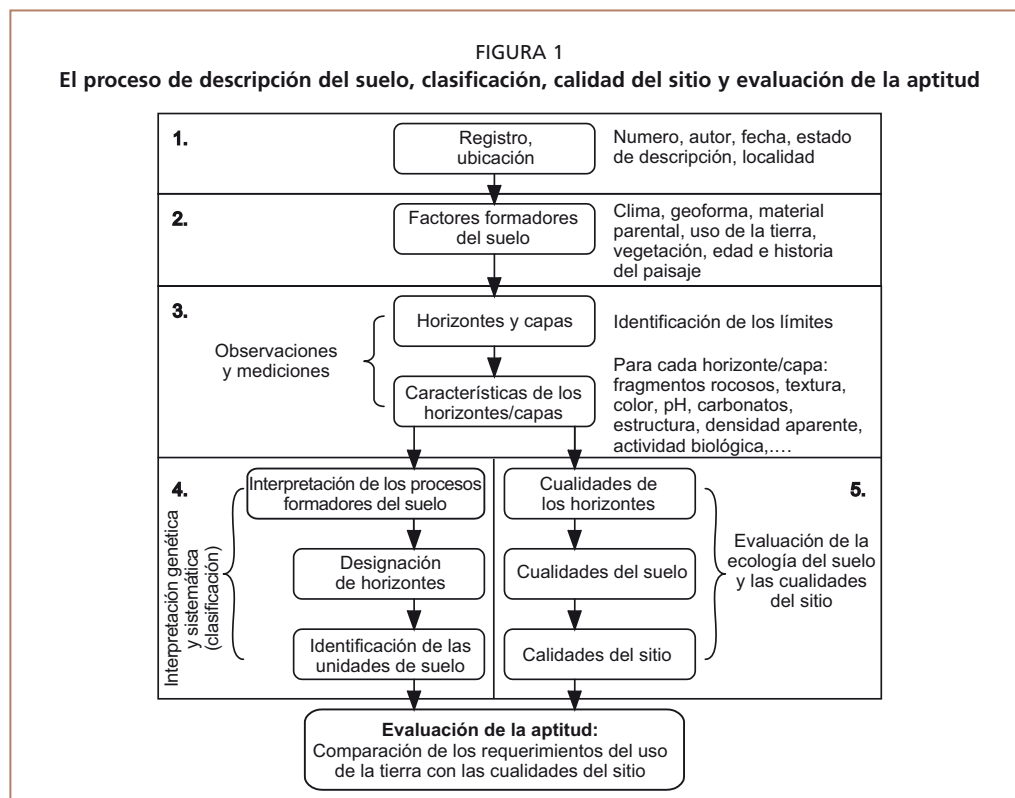 FIGURA 1
El proceso de descripción del suelo, clasificación, calidad del sitio y evaluación de la aptitud
1.
Registro,
ubicación
Numero, autor, fecha, estado
de descripción, localidad
2.
Factores formadores
del suelo
Clima, geoforma, material
parental, uso de la tierra,
vegetación, edad e historia
del paisaje
3.
Observaciones
y mediciones
Horizontes y capas
Identificación de los límites
Características de los
horizontes/capas
Para cada horizonte/capa:
fragmentos rocosos, textura,
color, pH, carbonatos,
estructura, densidad aparente,
actividad biológica,....
4.
Interpretación genética
y sistemática
(clasificación)
Interpretación de los procesos
formadores del suelo
Designación
de horizontes
Identificación de las
unidades de suelo
5.
Cualidades de
los horizontes
Cualidades del suelo
Calidades del sitio
Evaluación de la
ecología del suelo
y las cualidades
del sitio
Evaluación de la aptitud:
Comparación de los requerimientos del uso
de la tierra con las cualidades del sitio